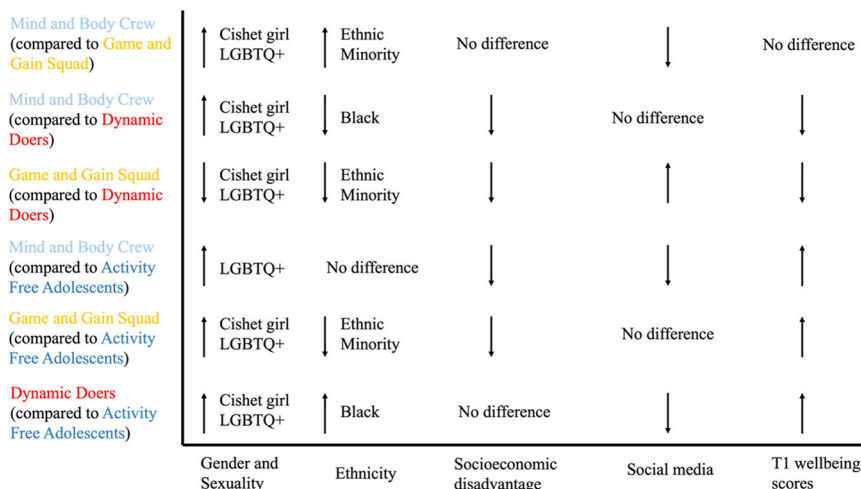 Mind and Body Crew
(compared to Game and
Gain Squad)
Cishet girl
LGBTQ+
Ethnic
Minority
No difference
No difference
Mind and Body Crew
(compared to Dynamic
Doers)
Cishet girl
LGBTQ+
Black
No difference
Game and Gain Squad
(compared to Dynamic
Doers)
Cishet girl
LGBTQ+
Ethnic
Minority
Mind and Body Crew
(compared to Activity
Free Adolescents)
LGBTQ+
No difference
Game and Gain Squad
(compared to Activity
Free Adolescents)
Cishet girl
LGBTQ+
Ethnic
Minority
No difference
Dynamic Doers
(compared to Activity
Free Adolescents)
Cishet girl
LGBTQ+
Black
No difference
Gender and
Sexuality
Ethnicity
Socioeconomic
disadvantage
Social media
T1 wellbeing
scores